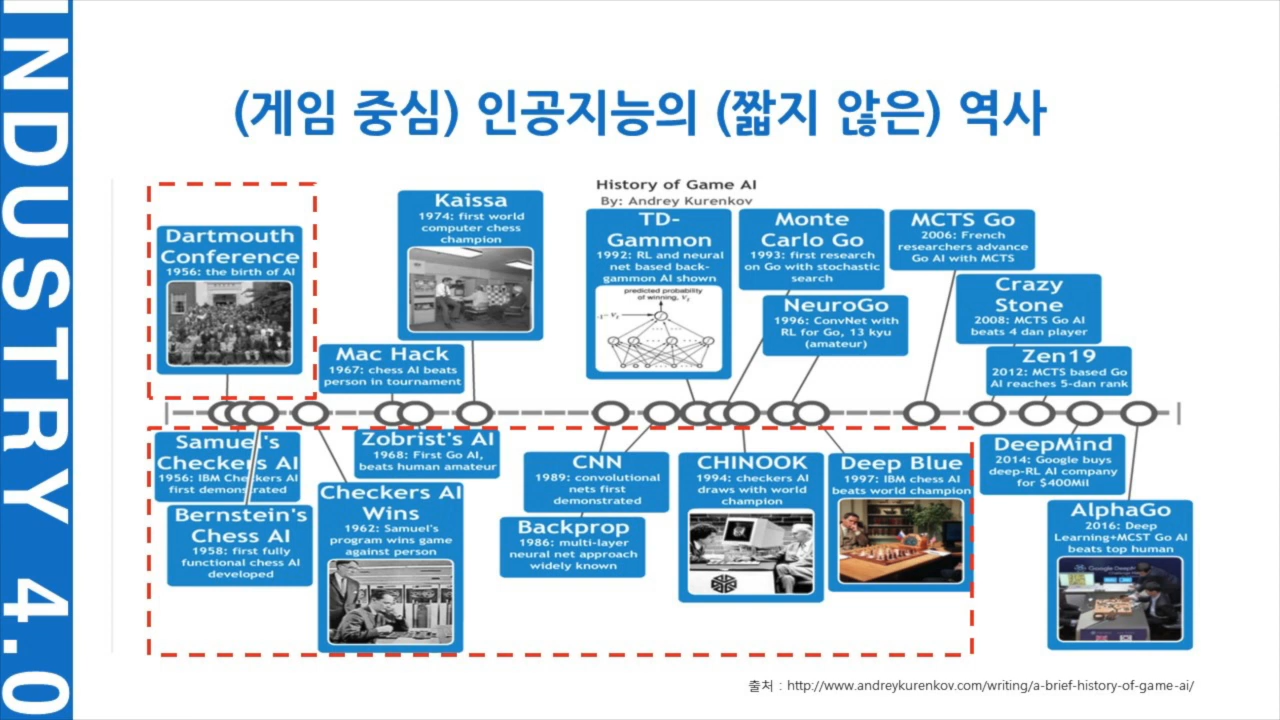 INDUSTRY 4.0
(게임 중심) 인공지능의 (짧지 않은) 역사
History of Game AI
By: Andrey Kurenkov
Dartmouth
Conference
1956: the birth of AI
Kaissa
1974: first world
computer chess
champion
Mac Hack
1967: chess AI beats
person in tournament
TD-
Gammon
1992: RL and neural
net based back-
gammon AI shown
predicted probability
of winning, V_t
Monte
Carlo Go
1993: first research
on Go with stochastic
search
NeuroGo
1996: ConvNet with
RL for Go, 13 kyu
(amateur)
MCTS Go
2006: French
researchers advance
Go AI with MCTS
Crazy
Stone
2008: MCTS Go AI
beats 4 dan player
Zen19
2012: MCTS based Go
AI reaches 5-dan rank
Samuel's
Checkers AI
1956: IBM Checkers AI
first demonstrated
Bernstein's
Chess AI
1958: first fully
functional chess AI
developed
Checkers AI
Wins
1962: Samuel's
program wins game
against person
Zobrist's AI
1968: First Go AI,
beats human amateur
CNN
1989: convolutional
nets first
demonstrated
Backprop
1986: multi-layer
neural net approach
widely known
CHINOOK
1994: checkers AI
draws with world
champion
Deep Blue
1997: IBM chess AI
beats world champion
DeepMind
2014: Google buys
deep-RL AI company
for $400Mil
AlphaGo
2016: Deep
Learning+MCST Go AI
beats top human
출처 : http://www.andreykurenkov.com/writing/a-brief-history-of-game-ai/